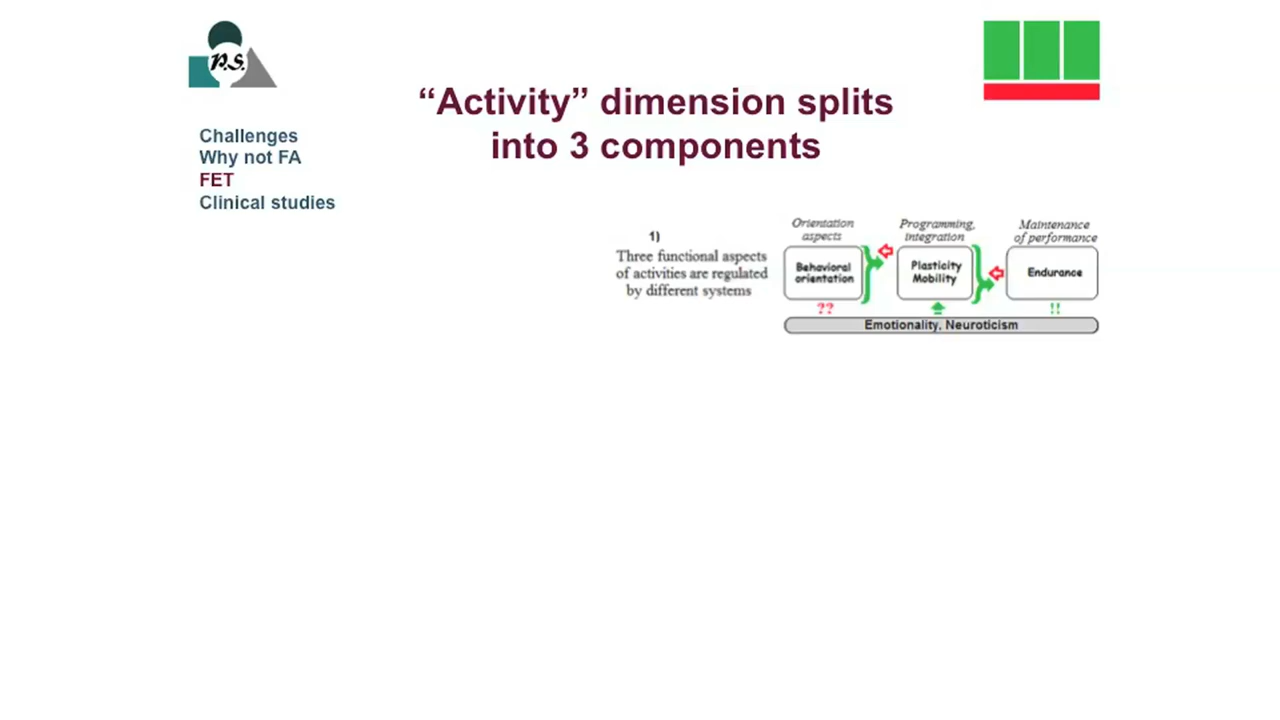 P.S.
“Activity” dimension splits
into 3 components
Challenges
Why not FA
FET
Clinical studies
1)
Three functional aspects
of activities are regulated
by different systems
Orientation
aspects
Programming,
integration
Maintenance
of performance
Behavioral
orientation
Plasticity
Mobility
Endurance
??
!!
Emotionality, Neuroticism